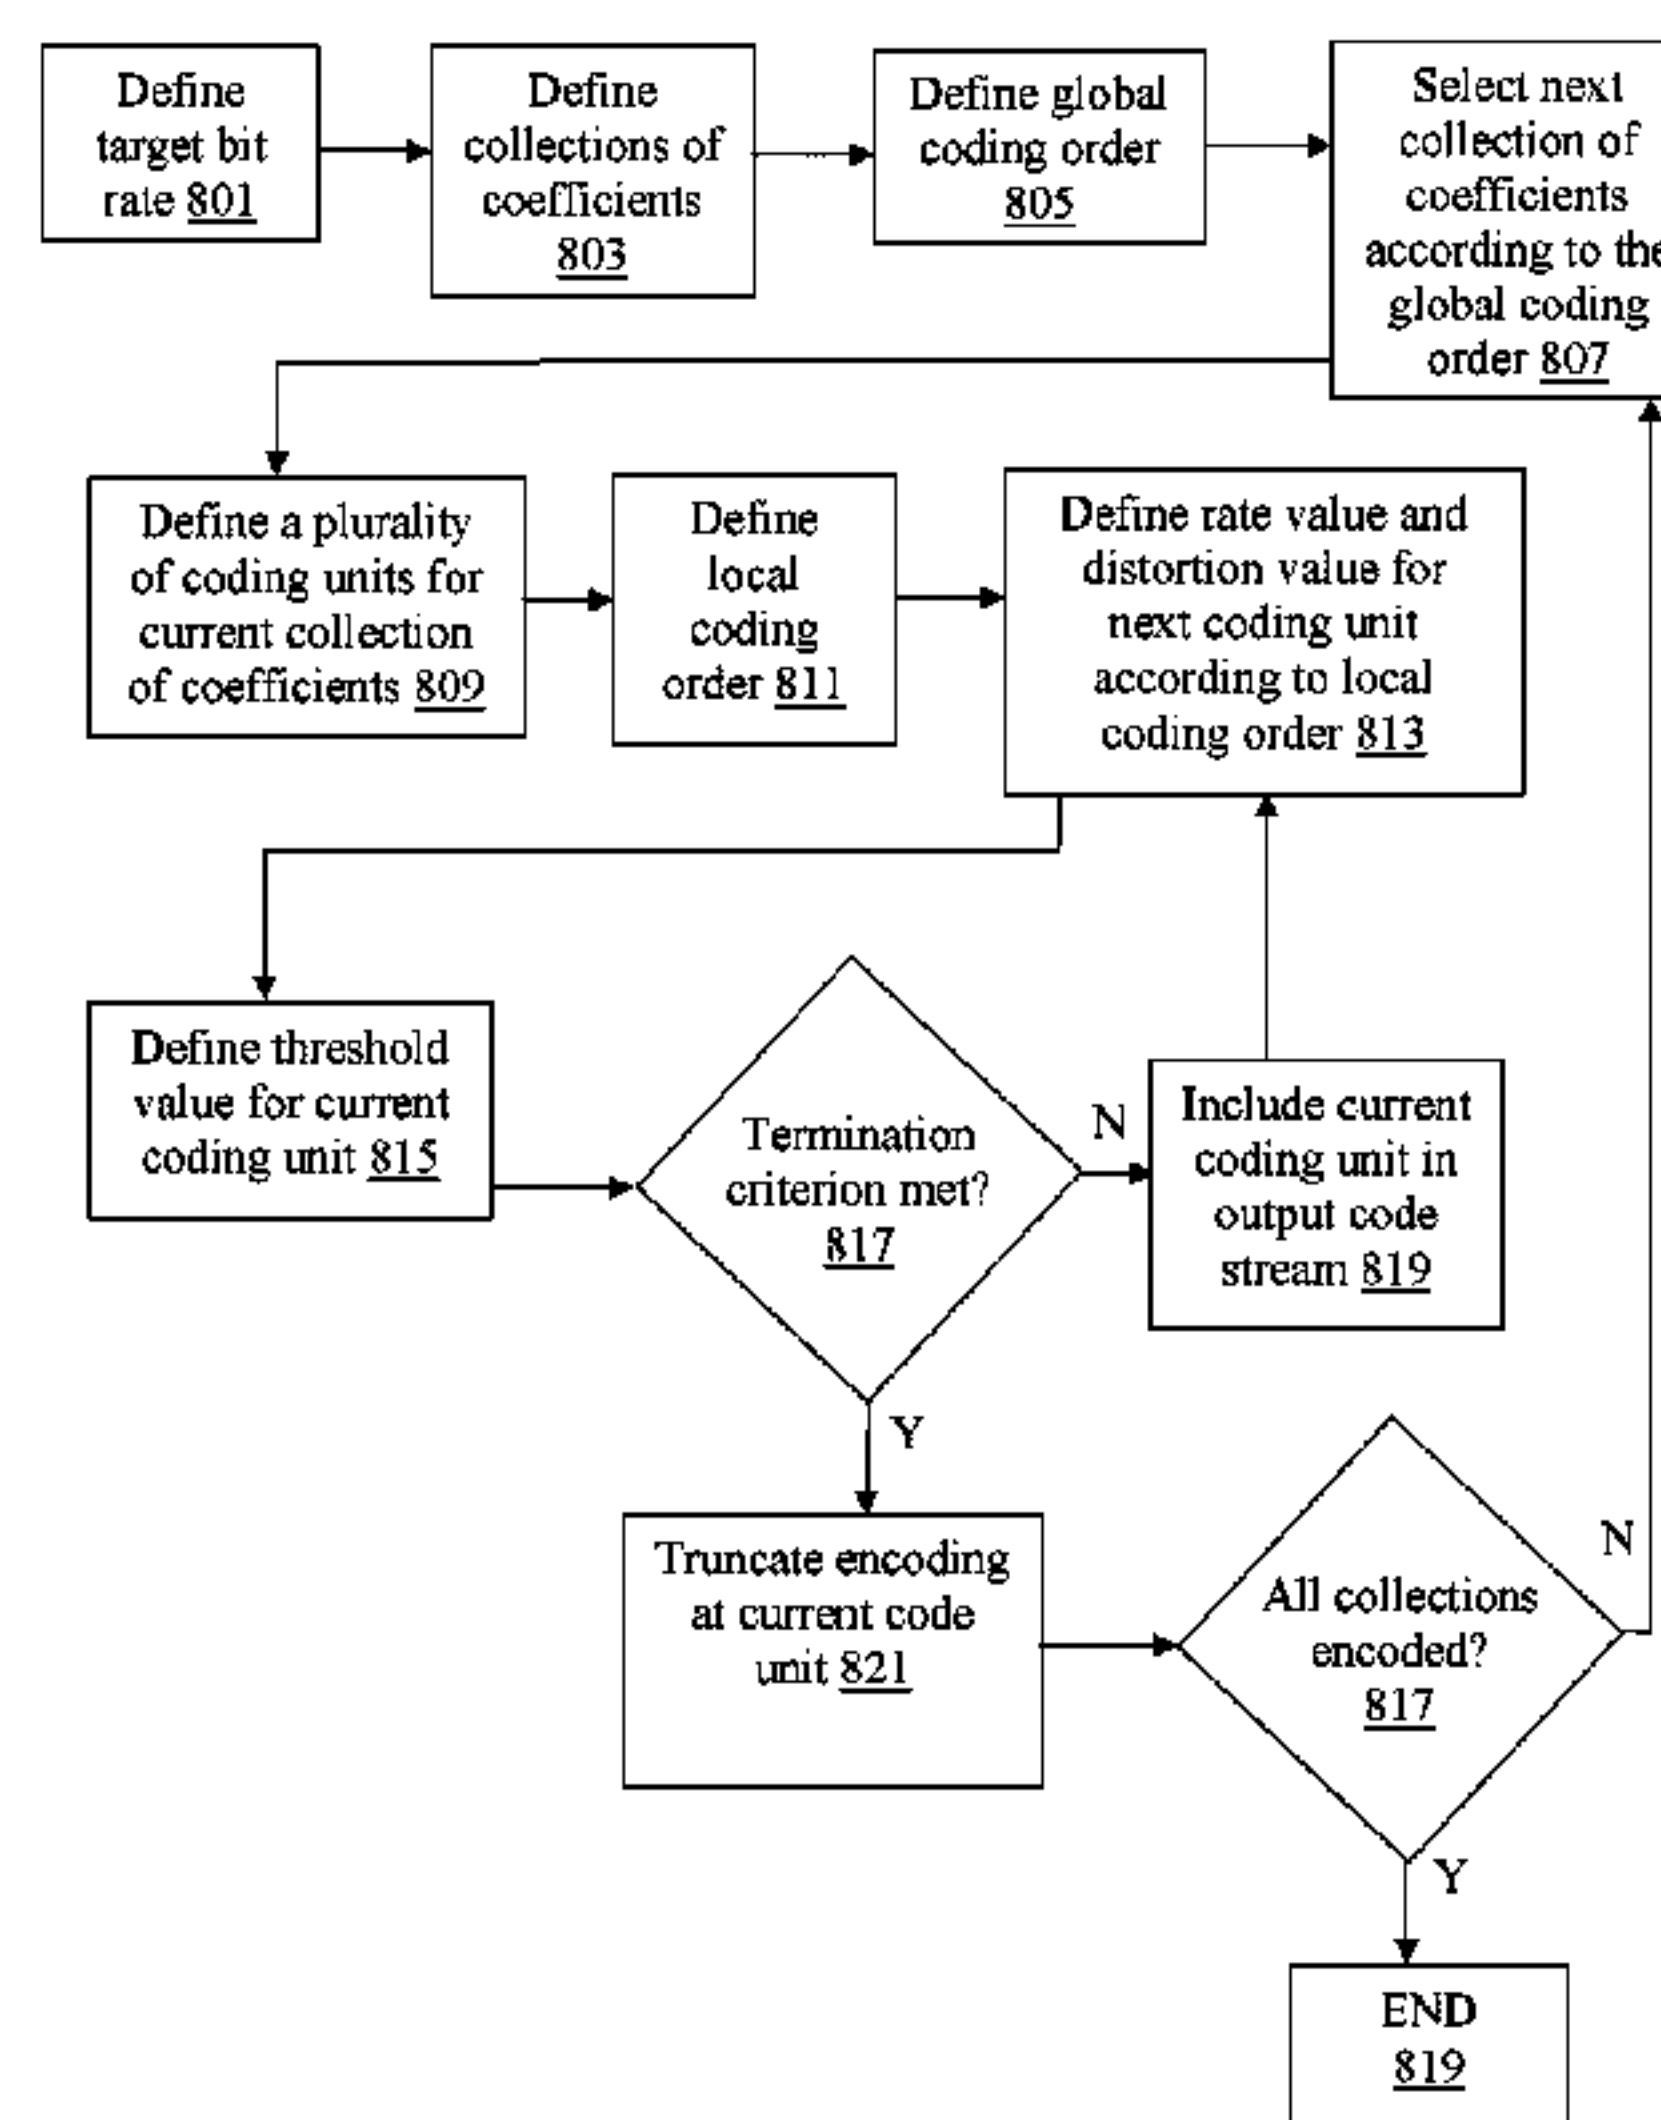 Define
target bit
rate 801
Define
collections of
coefficients
803
Define global
coding order
805
Select next
collection of
coefficients
according to the
global coding
order 807
Define a plurality
of coding units for
current collection
of coefficients 809
Define
local
coding
order 811
Define rate value and
distortion value for
next coding unit
according to local
coding order 813
Define threshold
value for current
coding unit 815
Termination
criterion met?
817
N
Include current
coding unit in
output code
stream 819
Y
Truncate encoding
at current code
unit 821
All collections
encoded?
817
N
Y
END
819